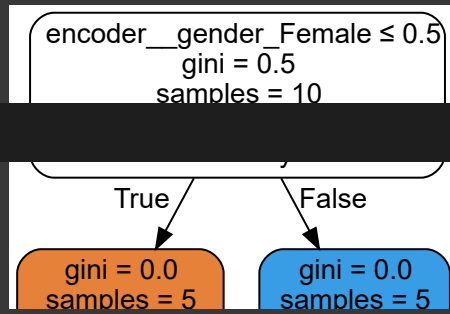 encoder__gender_Female ≤ 0.5
gini = 0.5
samples = 10
True
False
gini = 0.0
samples = 5
gini = 0.0
samples = 5